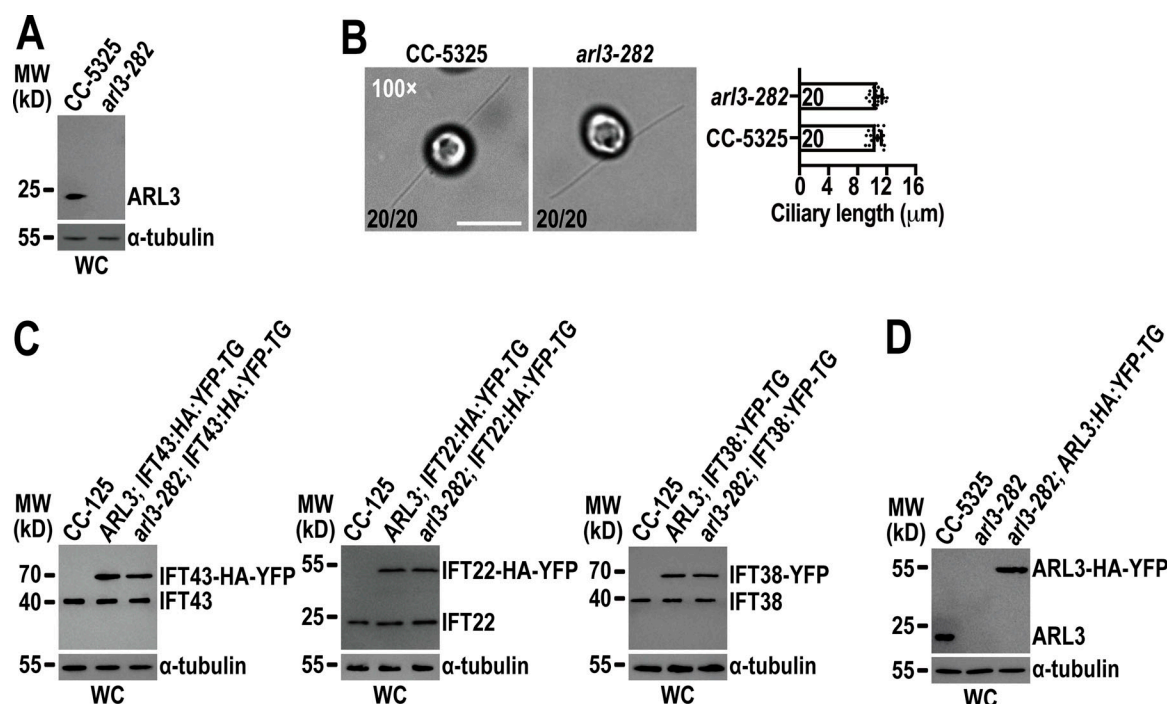 A
MW
(kD)
CC-5325
arl3-282
25
ARL3
55
α-tubulin
WC
B
CC-5325
arl3-282
100×
20/20
20/20
arl3-282
20
CC-5325
20
0 4 8 12 16
Ciliary length (μm)
C
MW
(kD)
CC-125
ARL3; IFT43:HA:YFP-TG
arl3-282; IFT43:HA:YFP-TG
70
IFT43-HA-YFP
40
IFT43
55
α-tubulin
WC
MW
(kD)
CC-125
ARL3; IFT22:HA:YFP-TG
arl3-282; IFT22:HA:YFP-TG
55
IFT22-HA-YFP
25
IFT22
55
α-tubulin
WC
MW
(kD)
CC-125
ARL3; IFT38:YFP-TG
arl3-282; IFT38:YFP-TG
70
IFT38-YFP
40
IFT38
55
α-tubulin
WC
D
MW
(kD)
CC-5325
arl3-282
arl3-282; ARL3:HA:YFP-TG
55
ARL3-HA-YFP
25
ARL3
55
α-tubulin
WC